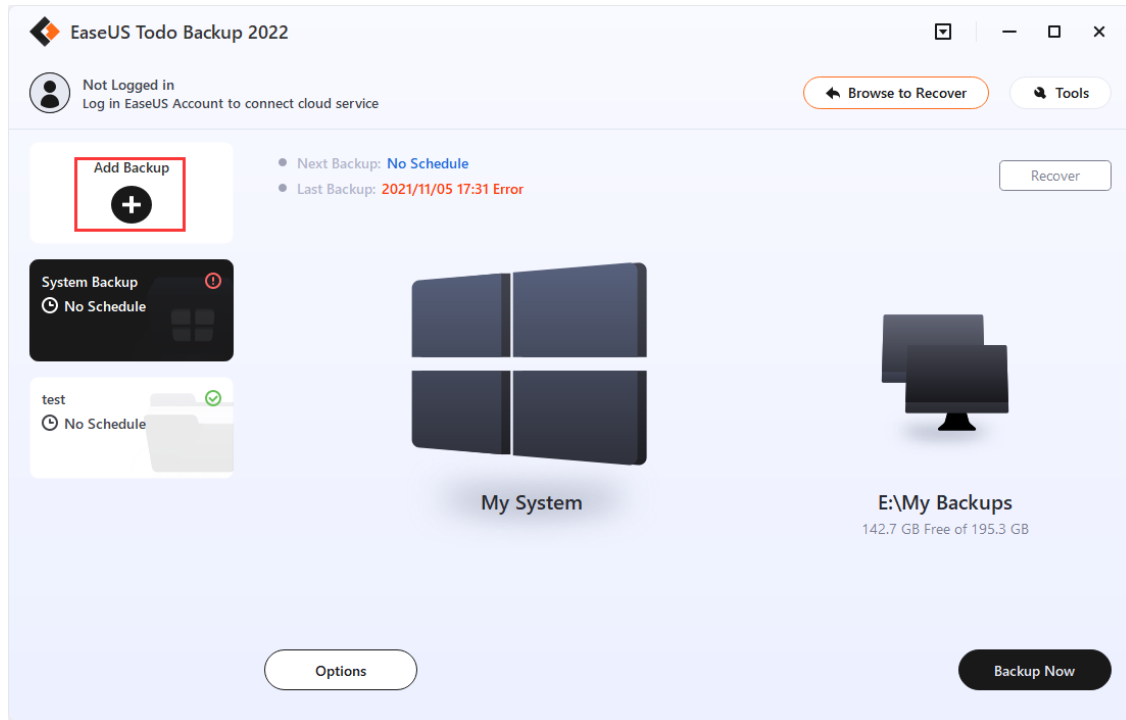 EaseUS Todo Backup 2022
Not Logged in
Log in EaseUS Account to connect cloud service
Browse to Recover
Tools
Add Backup
Next Backup: No Schedule
Last Backup: 2021/11/05 17:31 Error
Recover
System Backup
No Schedule
test
No Schedule
My System
E:\My Backups
142.7 GB Free of 195.3 GB
Options
Backup Now